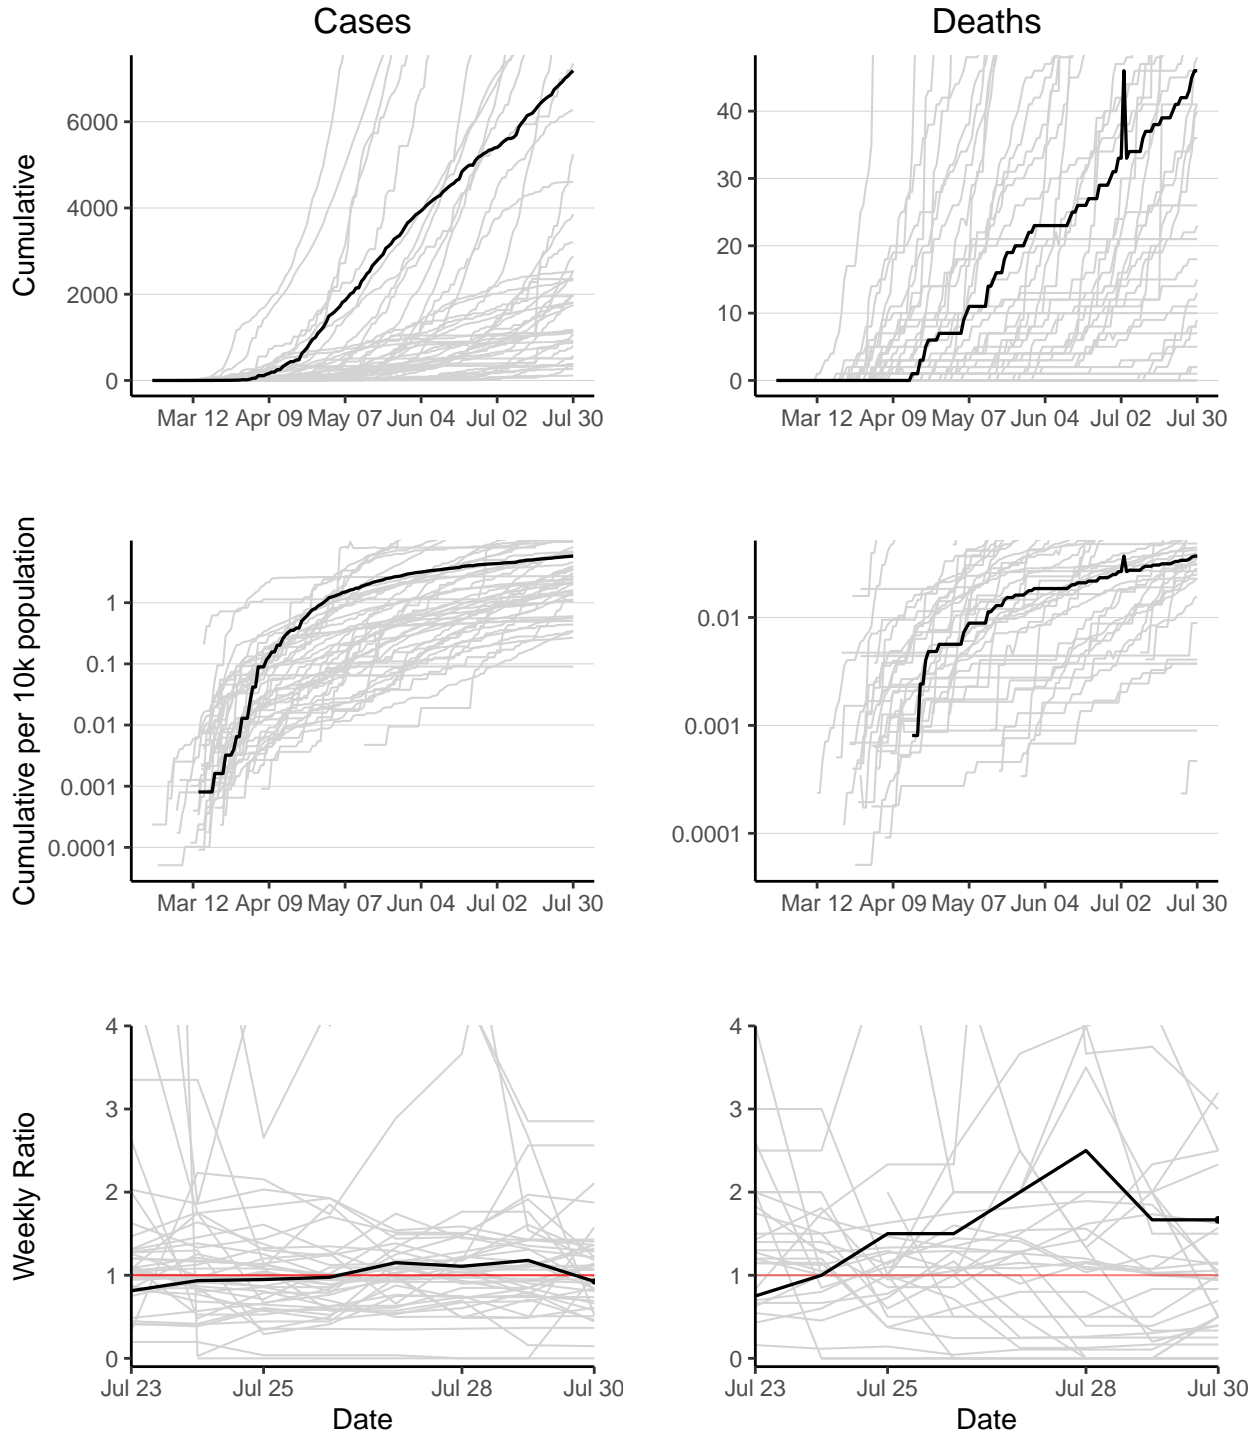 Cases
Deaths
Cumulative
6000
4000
2000
0
Mar 12 Apr 09 May 07 Jun 04 Jul 02 Jul 30
40
30
20
10
0
Mar 12 Apr 09 May 07 Jun 04 Jul 02 Jul 30
Cumulative per 10k population
1
0.1
0.01
0.001
0.0001
Mar 12 Apr 09 May 07 Jun 04 Jul 02 Jul 30
0.01
0.001
0.0001
Mar 12 Apr 09 May 07 Jun 04 Jul 02 Jul 30
Weekly Ratio
4
3
2
1
0
Jul 23 Jul 25 Jul 28 Jul 30
Date
4
3
2
1
0
Jul 23 Jul 25 Jul 28 Jul 30
Date